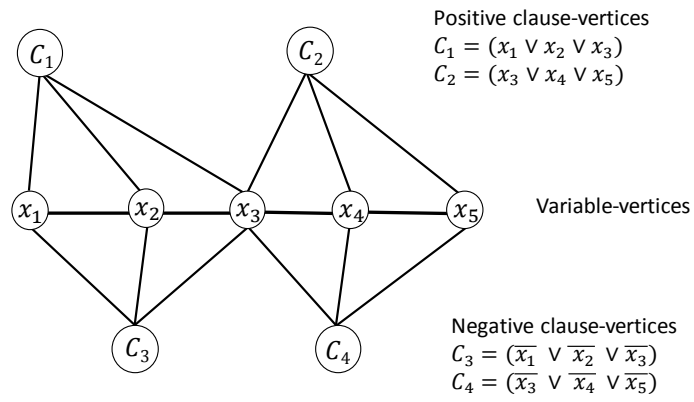 Positive clause-vertices
C₁ = (x₁ ∨ x₂ ∨ x₃)
C₂ = (x₃ ∨ x₄ ∨ x₅)
C₁
C₂
x₁
x₂
x₃
x₄
x₅
Variable-vertices
C₃
C₄
Negative clause-vertices
C₃ = (x̅₁ ∨ x̅₂ ∨ x̅₃)
C₄ = (x̅₃ ∨ x̅₄ ∨ x̅₅)